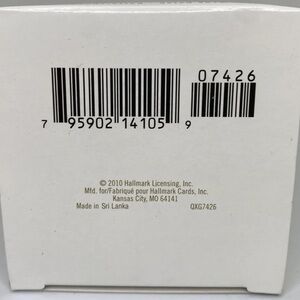 07426
7 95902 14105 9
© 2010 Hallmark Licensing, Inc.
Mfd. for/Fabriqué pour Hallmark Cards, Inc.
Kansas City, MO 64141
Made in Sri Lanka QXG7426